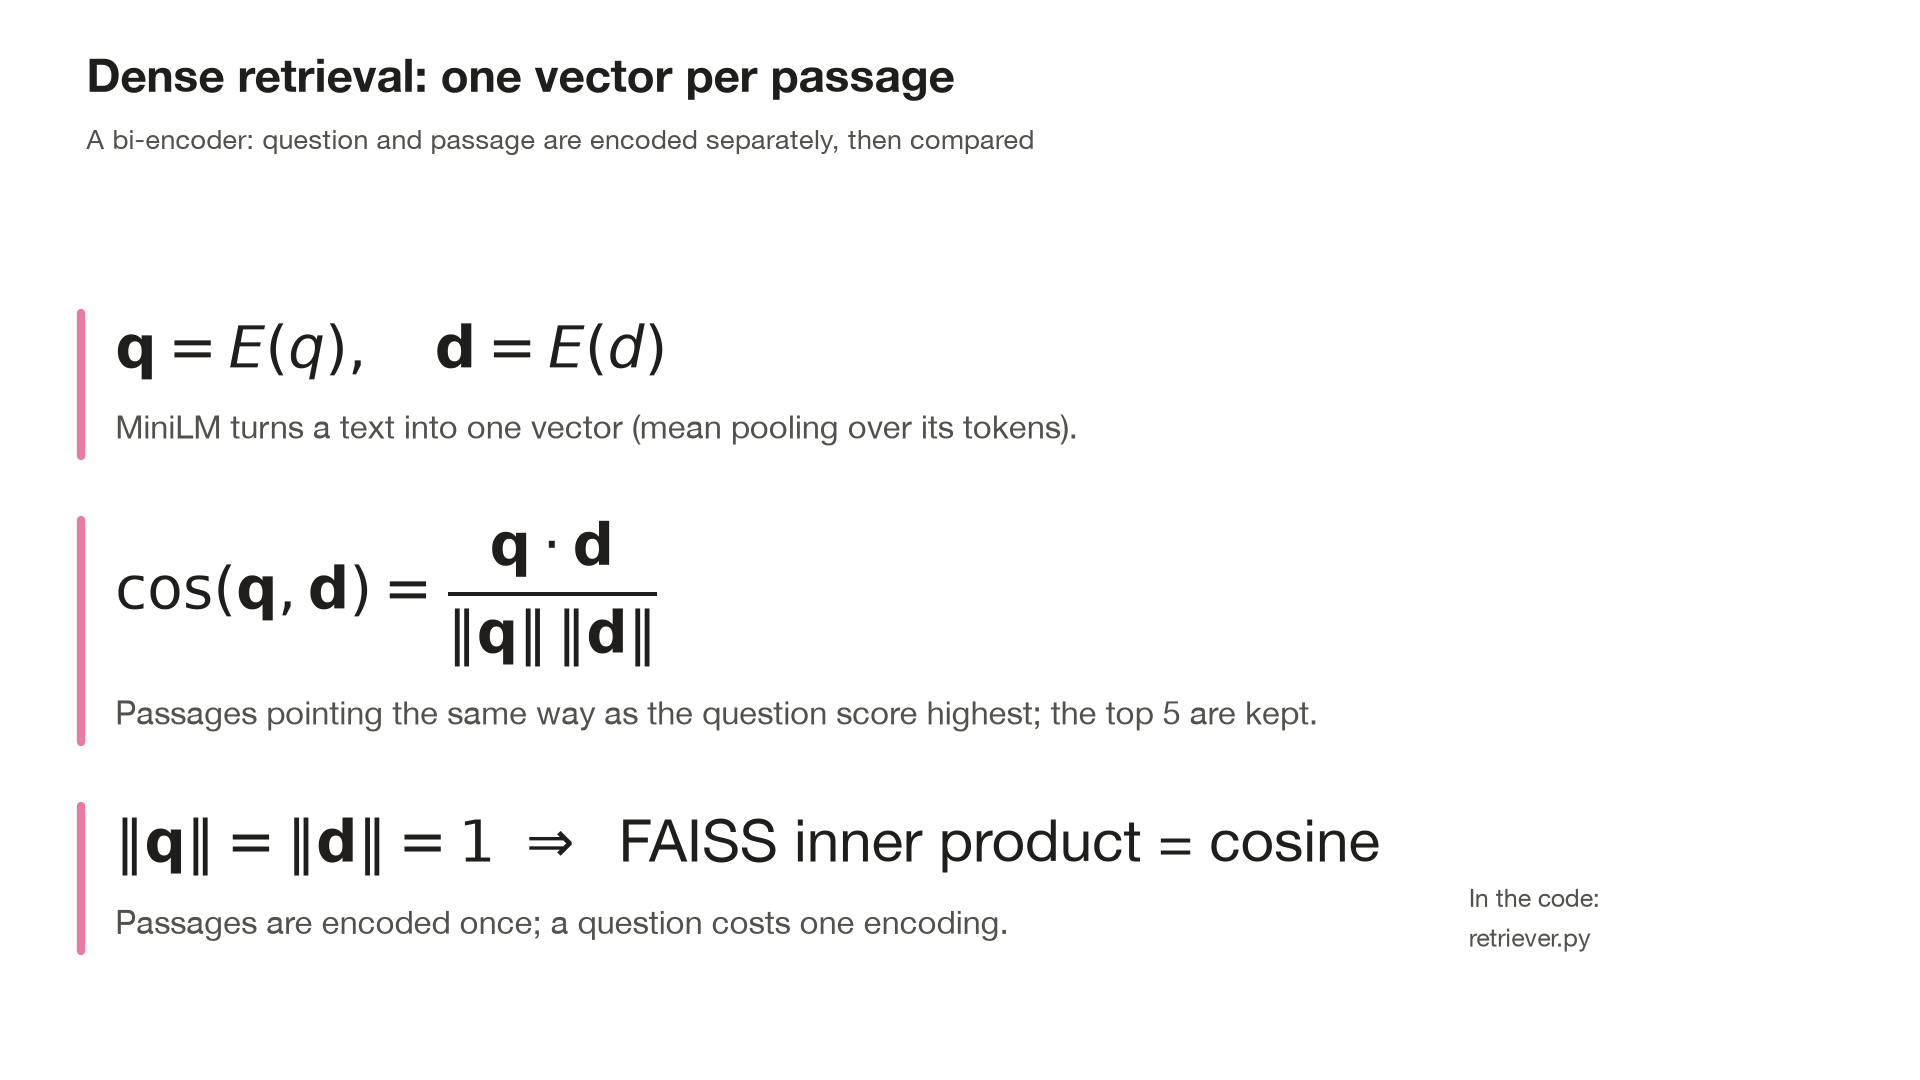 Dense retrieval: one vector per passage
A bi-encoder: question and passage are encoded separately, then compared
q = E(q), d = E(d)
MiniLM turns a text into one vector (mean pooling over its tokens).
cos(q, d) = q · d / ‖q‖ ‖d‖
Passages pointing the same way as the question score highest; the top 5 are kept.
‖q‖ = ‖d‖ = 1 ⇒ FAISS inner product = cosine
Passages are encoded once; a question costs one encoding.
In the code:
retriever.py